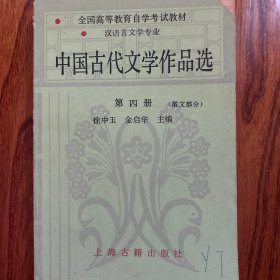 全国高等教育自学考试教材
汉语言文学专业
中国古代文学作品选
第四册 (散文部分)
徐中玉 金启华 主编
上海古籍出版社